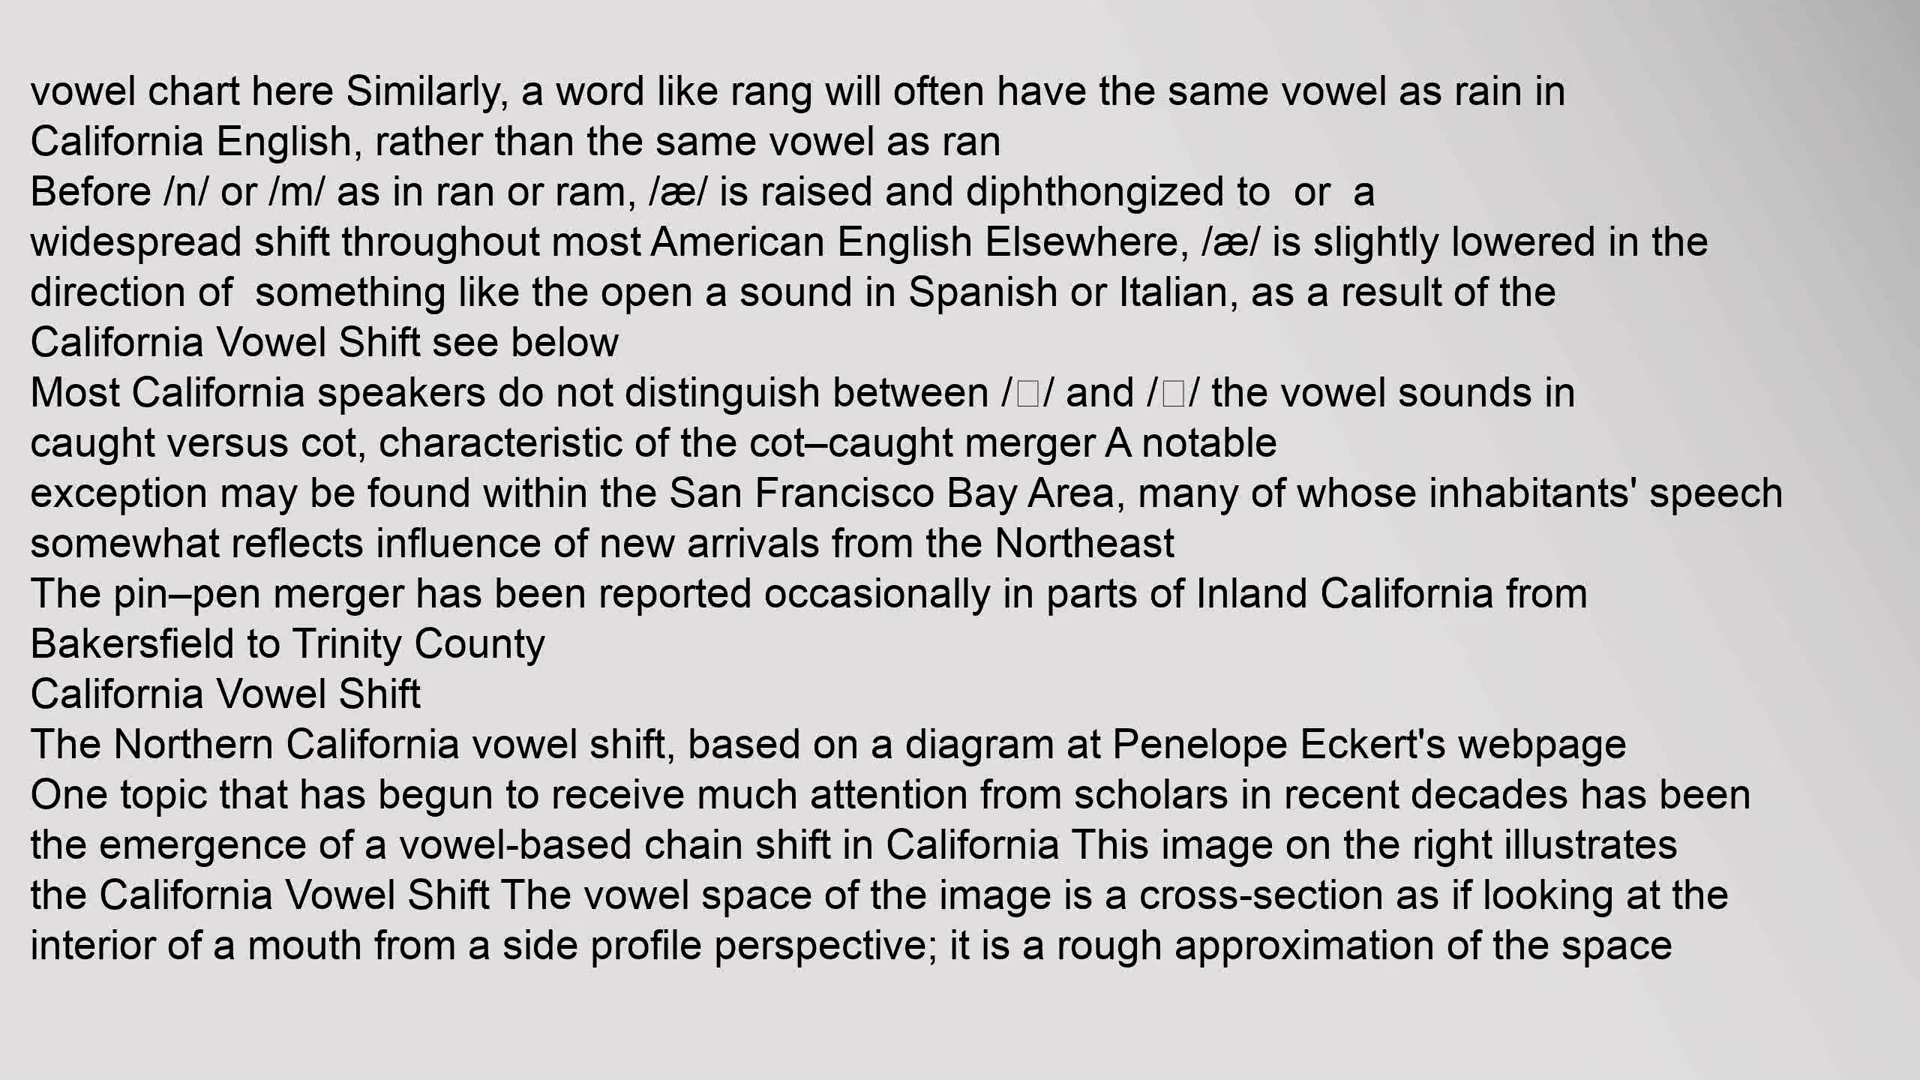 vowel chart here Similarly, a word like rang will often have the same vowel as rain in
California English, rather than the same vowel as ran
Before /n/ or /m/ as in ran or ram, /æ/ is raised and diphthongized to  or  a
widespread shift throughout most American English Elsewhere, /æ/ is slightly lowered in the
direction of  something like the open a sound in Spanish or Italian, as a result of the
California Vowel Shift see below
Most California speakers do not distinguish between /□/ and /□/ the vowel sounds in
caught versus cot, characteristic of the cot–caught merger A notable
exception may be found within the San Francisco Bay Area, many of whose inhabitants' speech
somewhat reflects influence of new arrivals from the Northeast
The pin–pen merger has been reported occasionally in parts of Inland California from
Bakersfield to Trinity County
California Vowel Shift
The Northern California vowel shift, based on a diagram at Penelope Eckert's webpage
One topic that has begun to receive much attention from scholars in recent decades has been
the emergence of a vowel-based chain shift in California This image on the right illustrates
the California Vowel Shift The vowel space of the image is a cross-section as if looking at the
interior of a mouth from a side profile perspective; it is a rough approximation of the space